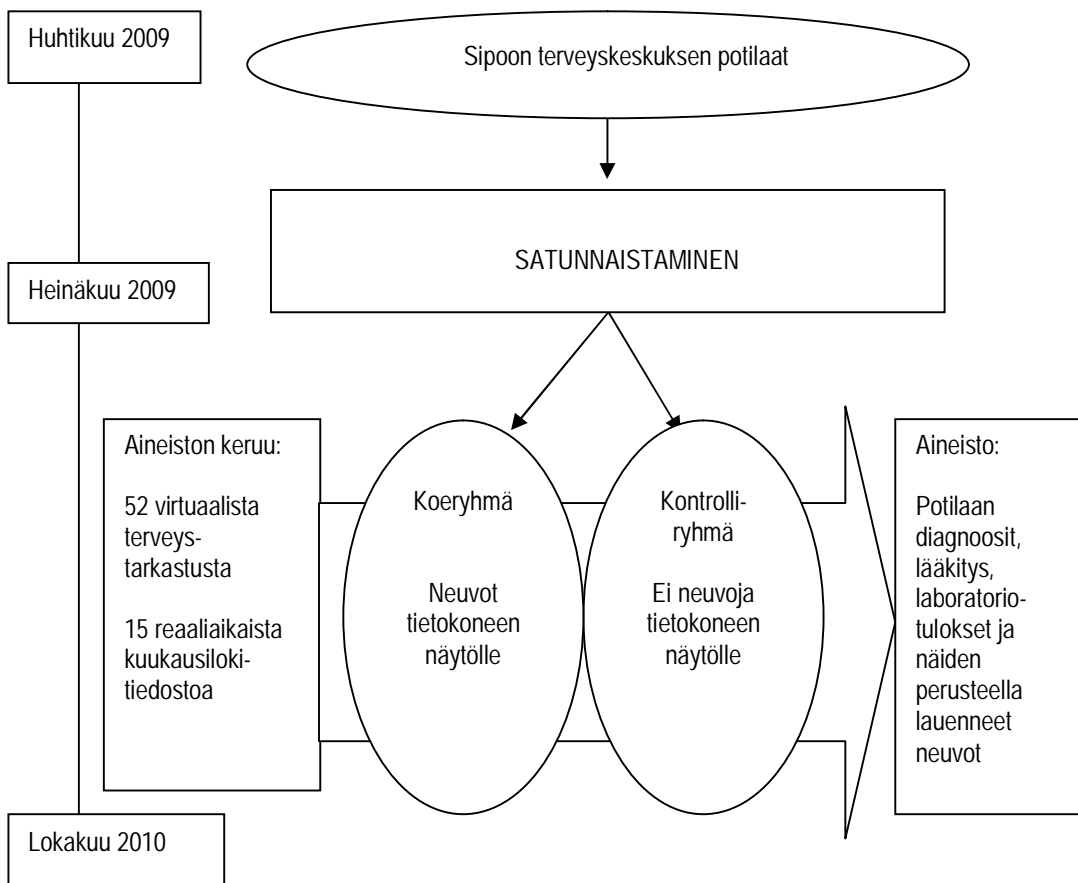 Huhtikuu 2009
Sipoon terveyskeskuksen potilaat
SATUNNAISTAMINEN
Heinäkuu 2009
Aineiston keruu:
52 virtuaalista
terveys-
tarkastusta
15 reaaliaikaista
kuukausiloki-
tiedostoa
Koeryhmä
Neuvot
tietokoneen
näytölle
Kontrolli-
ryhmä
Ei neuvoja
tietokoneen
näytölle
Aineisto:
Potilaan
diagnoosit,
lääkitys,
laboratorio-
tulokset ja
näiden
perusteella
lauenneet
neuvot
Lokakuu 2010